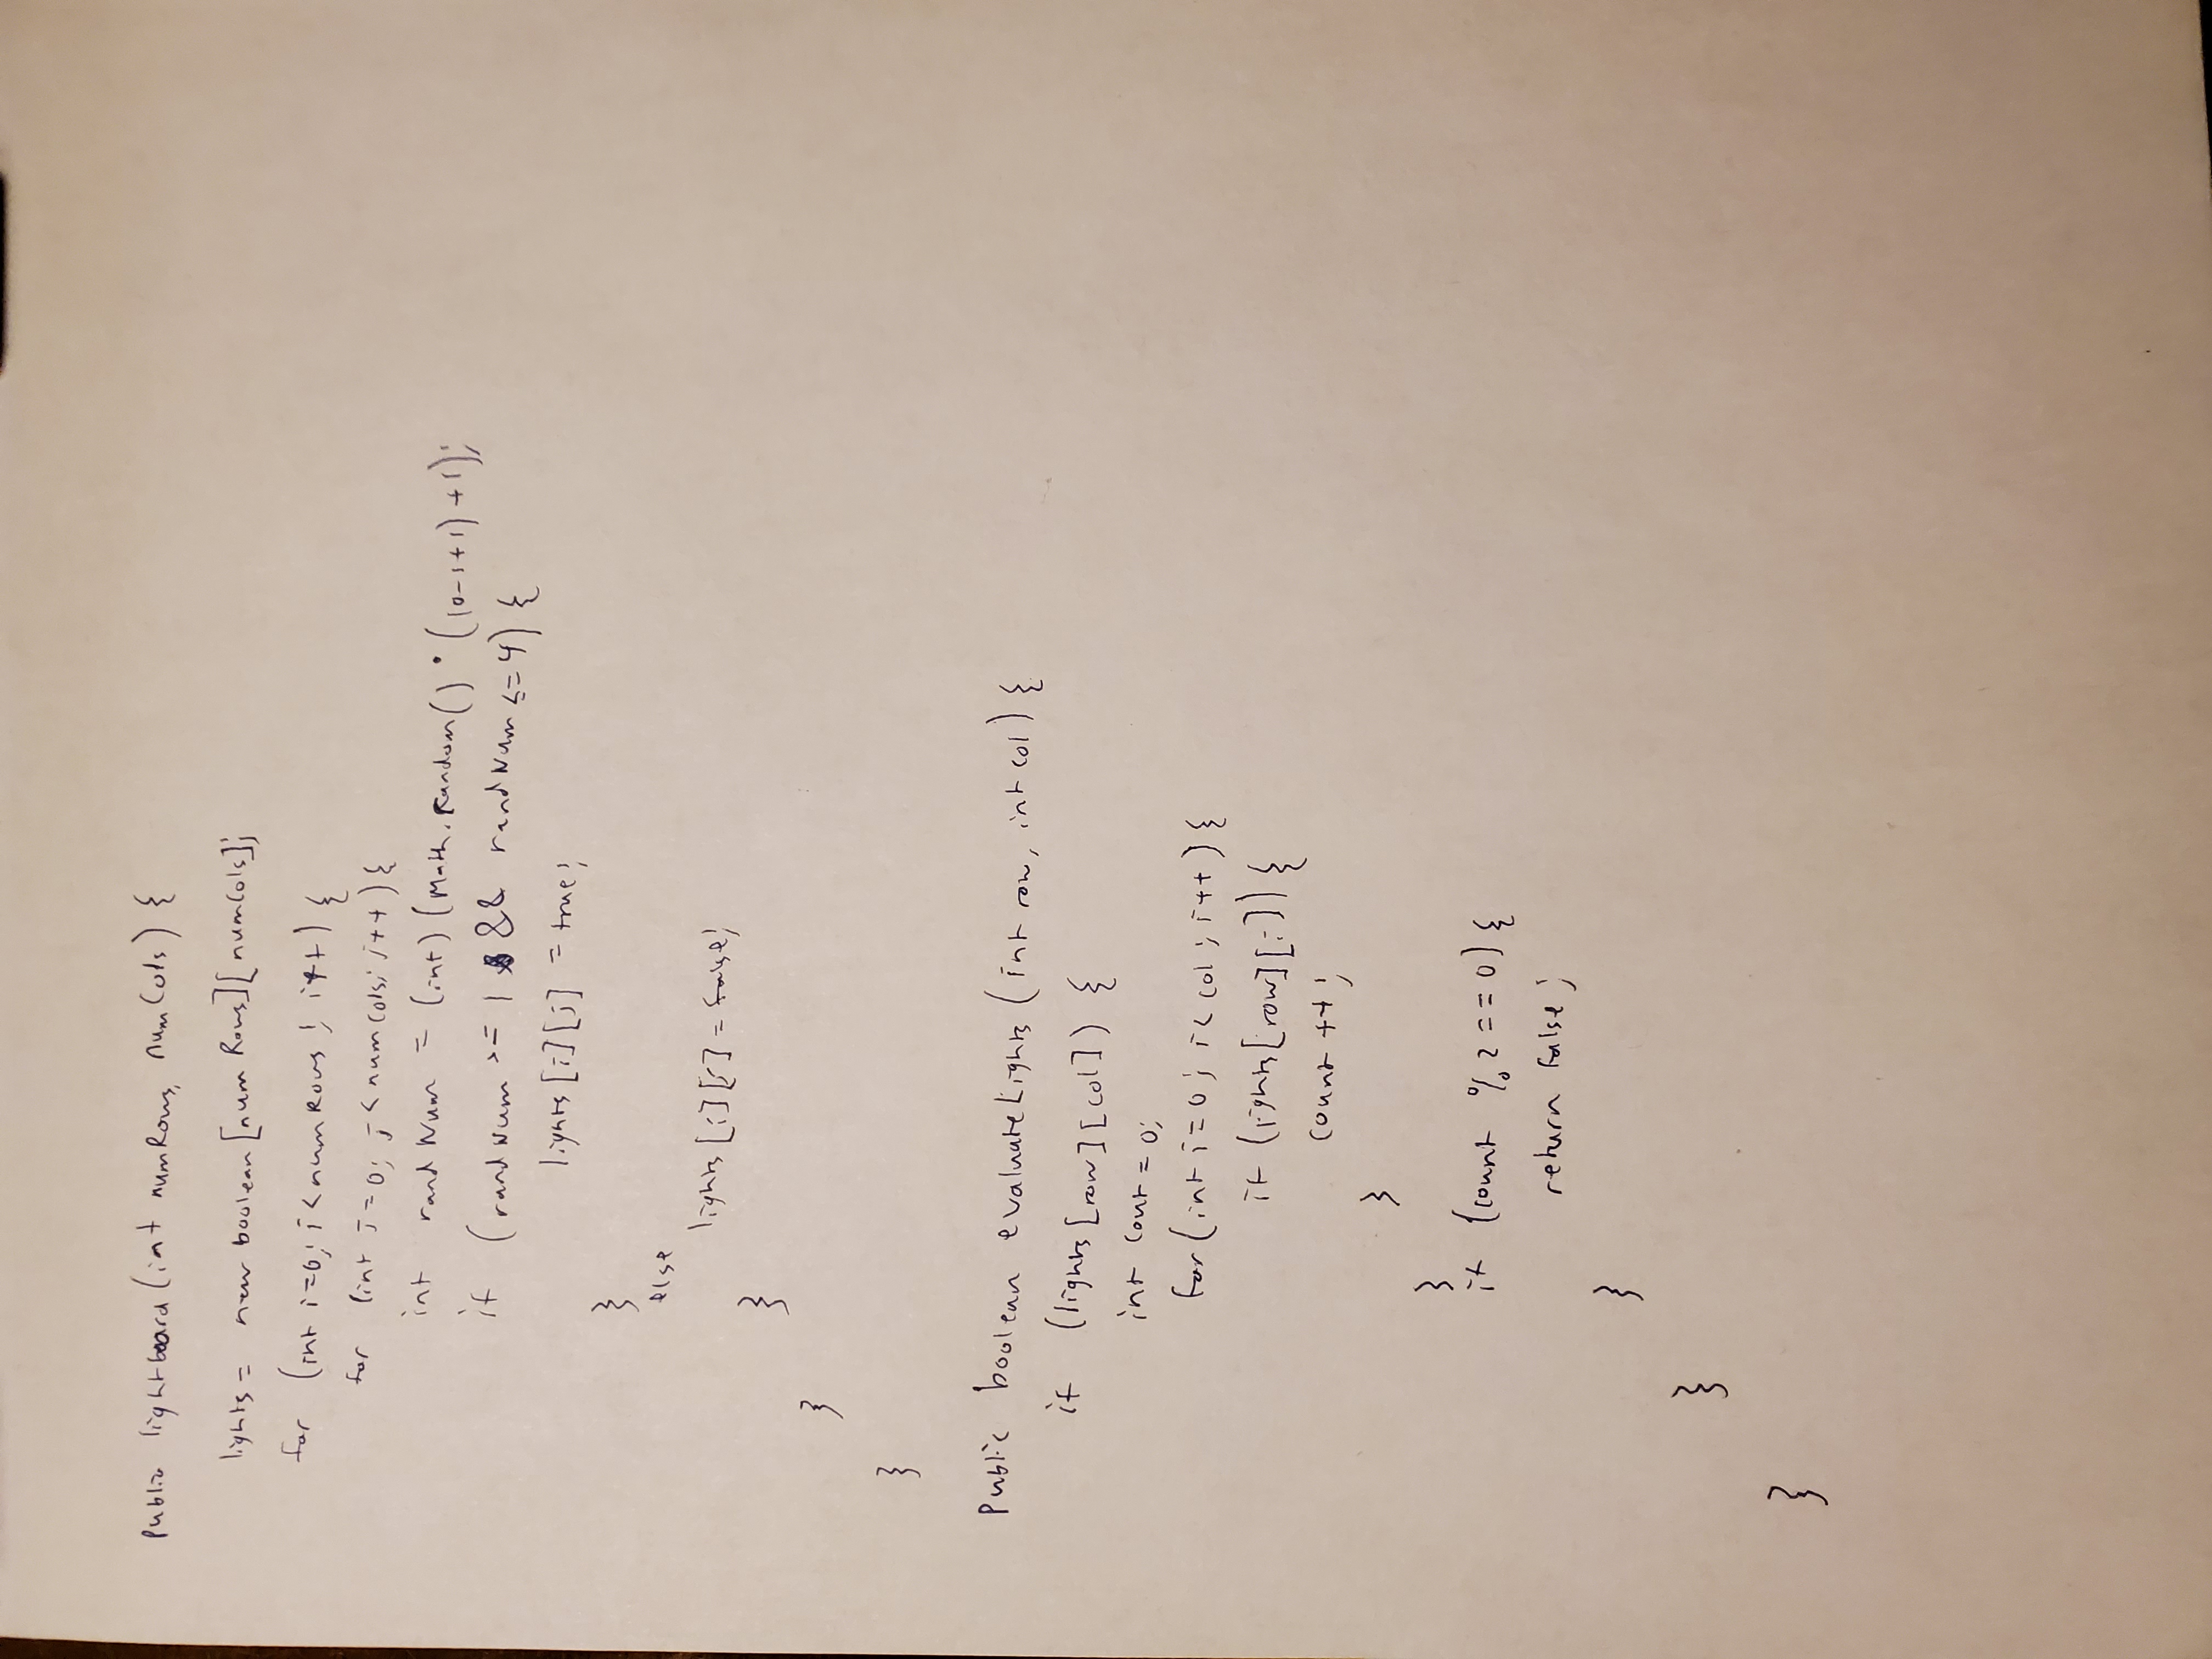 Public lightboard (int numRows, numCols) {
lights = new boolean [num Rows][numCols];
for (int i=0; i<numRows; i++) {
for (int j=0; j<numCols; j++){
int randNum = (int) (Math.random() • (10-1+1)+1);
if (randNum >= 1 && randNum <=4) {
lights [i][j] = true;
}
else
lights [i][j] = false;
}
}
}
Public boolean evaluateLights (int row, int col) {
if (lights [row][col]) {
int cout = 0;
for (int i=0; i< col; i++) {
if (lights [row][i]) {
count ++;
}
}
if (count %2 == 0) {
return false;
}
}
}